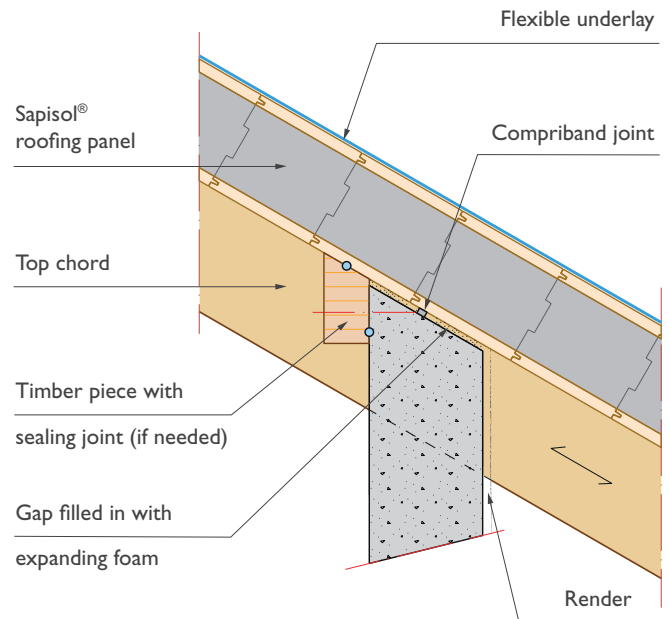 Flexible underlay
Sapisol®
roofing panel
Compriband joint
Top chord
Timber piece with
sealing joint (if needed)
Gap filled in with
expanding foam
Render